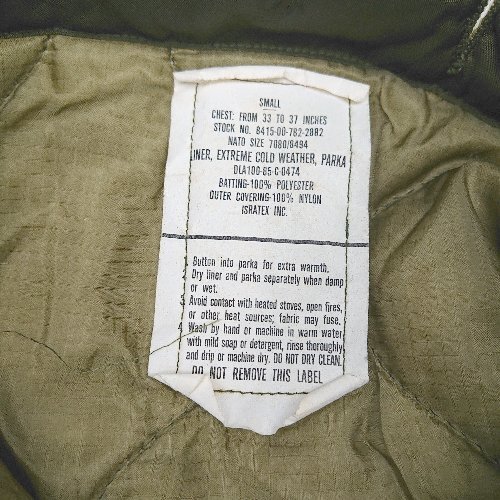 SMALL
CHEST: FROM 33 TO 37 INCHES
STOCK NO. 8415-00-782-2882
NATO SIZE 7080/8494
LINER, EXTREME COLD WEATHER, PARKA
DLA100-85-C-0474
BATTING-100% POLYESTER
OUTER COVERING-100% NYLON
ISRATEX INC.
1. Button into parka for extra warmth.
2. Dry liner and parka separately when damp
or wet.
3. Avoid contact with heated stoves, open fires,
or other heat sources; fabric may fuse.
4. Wash by hand or machine in warm water
with mild soap or detergent, rinse thoroughly
and drip or machine dry. DO NOT DRY CLEAN.
DO NOT REMOVE THIS LABEL